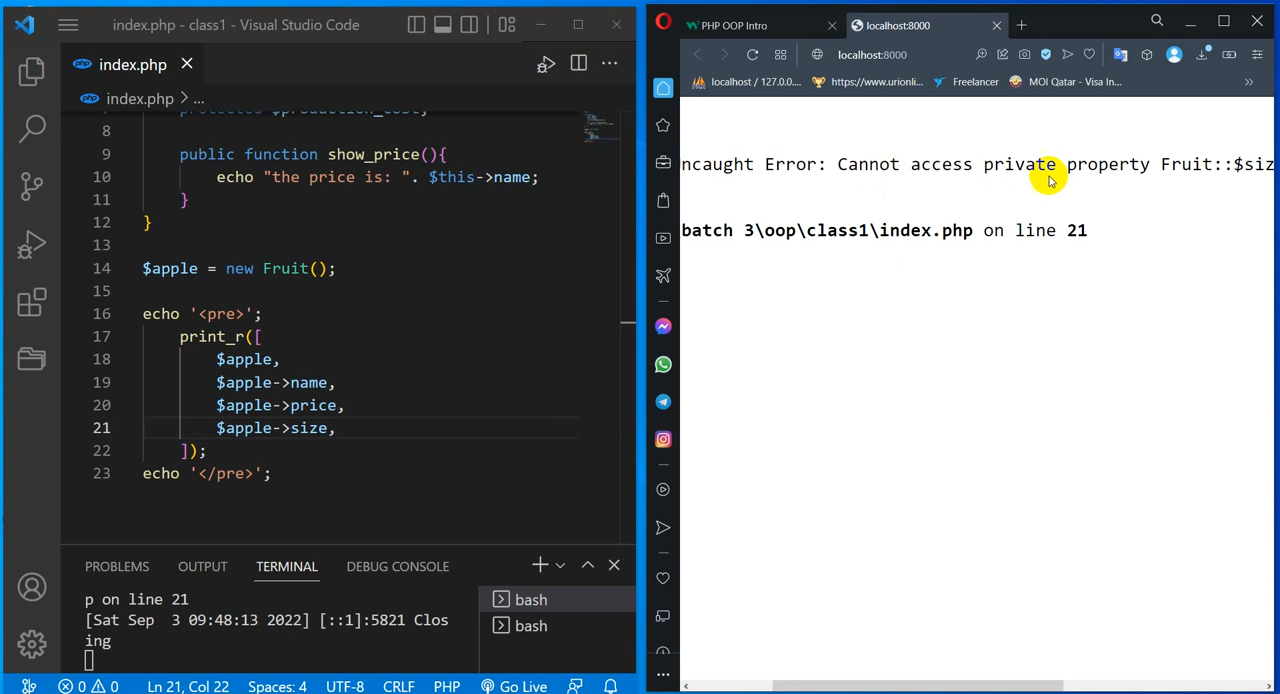 index.php - class1 - Visual Studio Code
index.php
index.php > ...
8
9 public function show_price(){
10 echo "the price is: ". $this->name;
11 }
12 }
13
14 $apple = new Fruit();
15
16 echo '<pre>';
17 print_r([
18 $apple,
19 $apple->name,
20 $apple->price,
21 $apple->size,
22 ]);
23 echo '</pre>';
PROBLEMS OUTPUT TERMINAL DEBUG CONSOLE
p on line 21
[Sat Sep 3 09:48:13 2022] [::1]:5821 Clos
ing
bash
bash
0 0 Ln 21, Col 22 Spaces: 4 UTF-8 CRLF PHP Go Live
PHP OOP Intro
localhost:8000
localhost:8000
localhost / 127.0.0....
https://www.urionli...
Freelancer
MOI Qatar - Visa In...
ncaught Error: Cannot access private property Fruit::$siz
batch 3\oop\class1\index.php on line 21